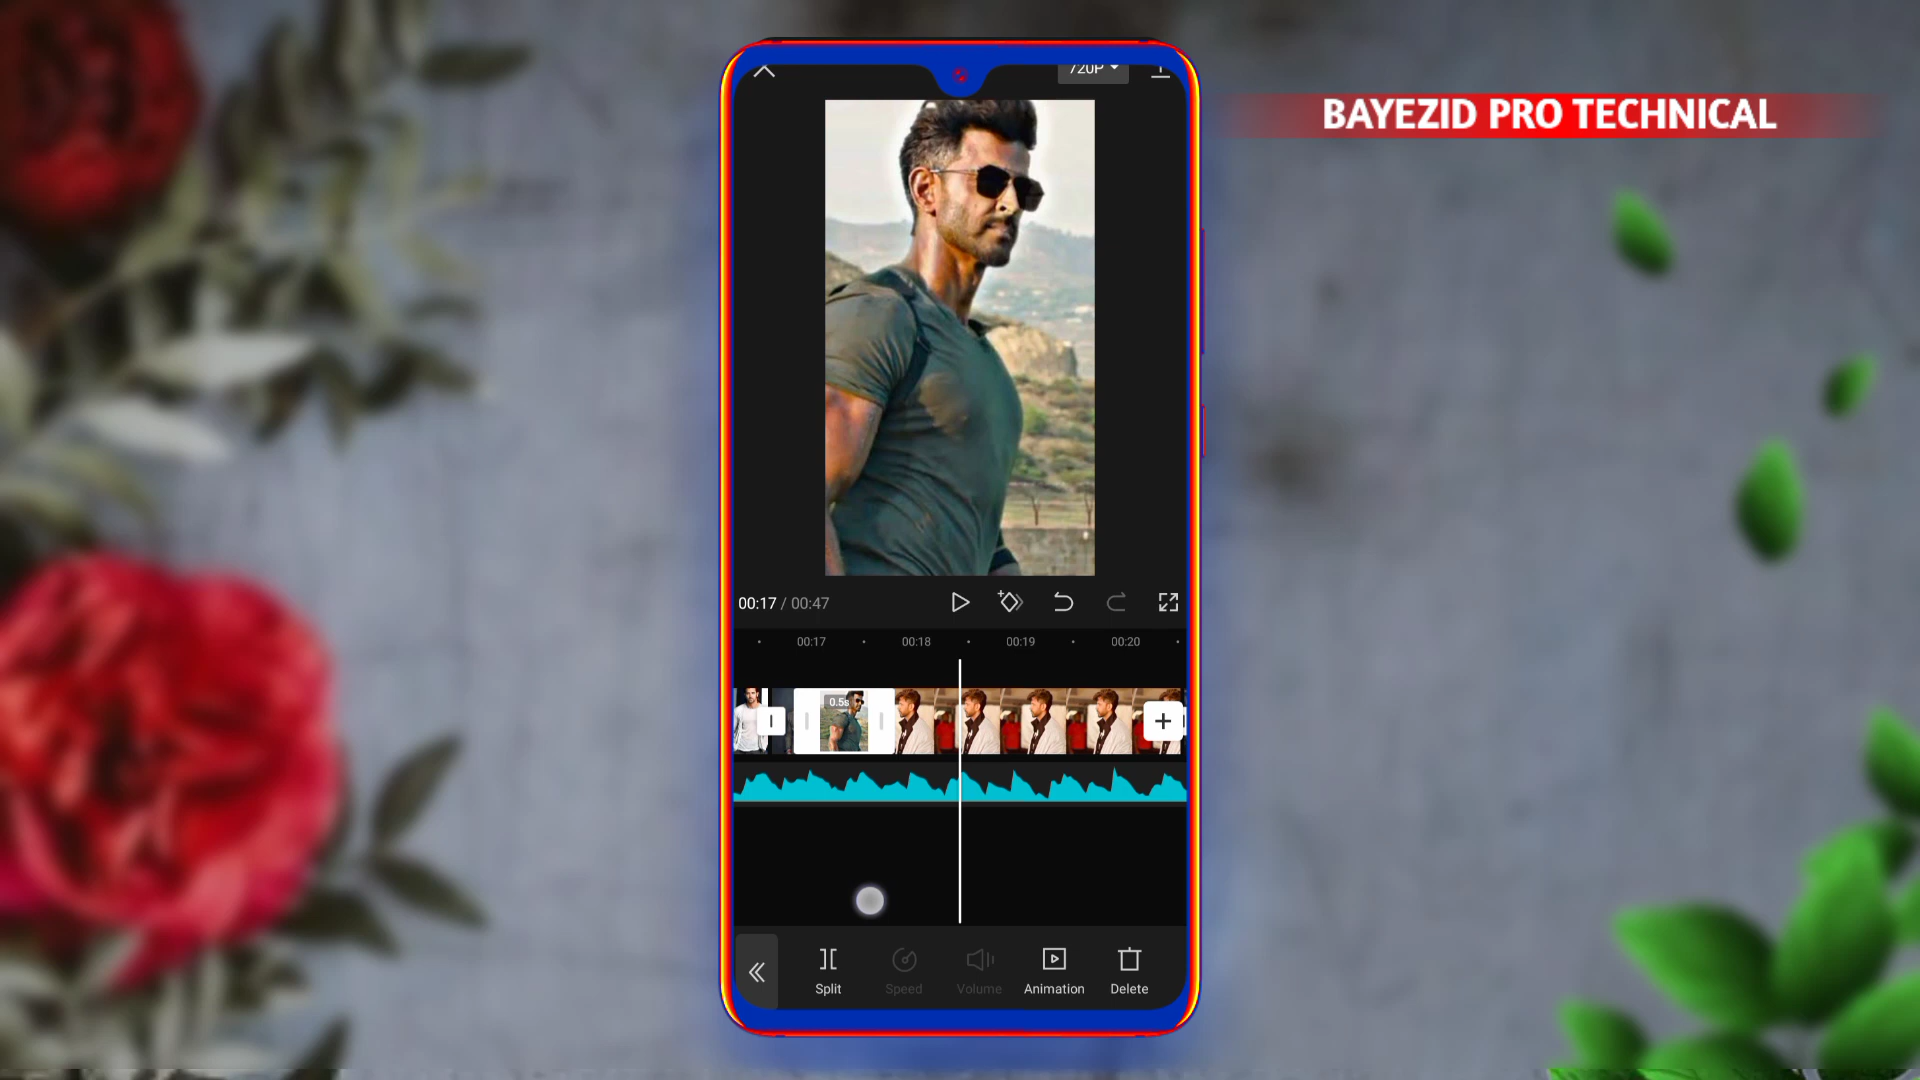 720P
BAYEZID PRO TECHNICAL
00:17 / 00:47
00:17 00:18 00:19 00:20
0.5s
Split Speed Volume Animation Delete